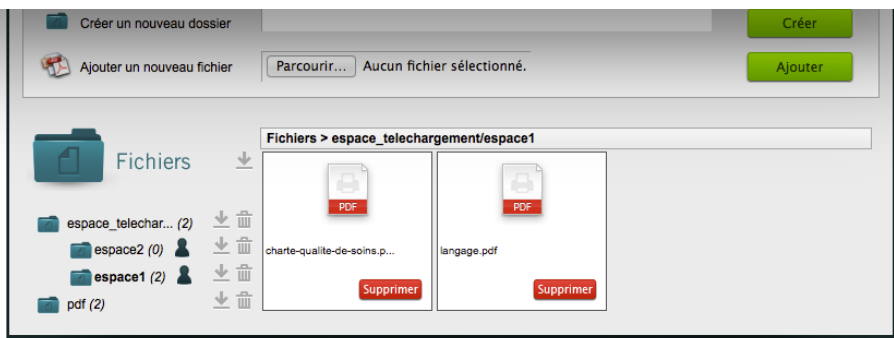 Créer un nouveau dossier
Créer
Ajouter un nouveau fichier
Parcourir... Aucun fichier sélectionné.
Ajouter
Fichiers
Fichiers > espace_telechargement/espace1
espace_telechar... (2)
espace2 (0)
espace1 (2)
pdf (2)
PDF
charte-qualite-de-soins.p...
Supprimer
PDF
langage.pdf
Supprimer